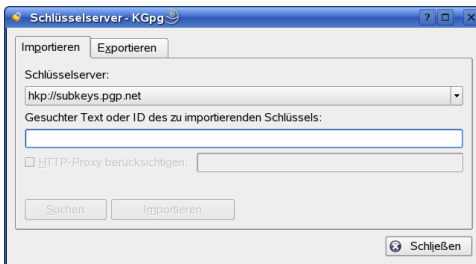 Schlüsselserver - KGpg
Importieren Exportieren
Schlüsselserver:
hkp://subkeys.pgp.net
Gesuchter Text oder ID des zu importierenden Schlüssels:
HTTP-Proxy berücksichtigen:
Suchen Importieren
Schließen